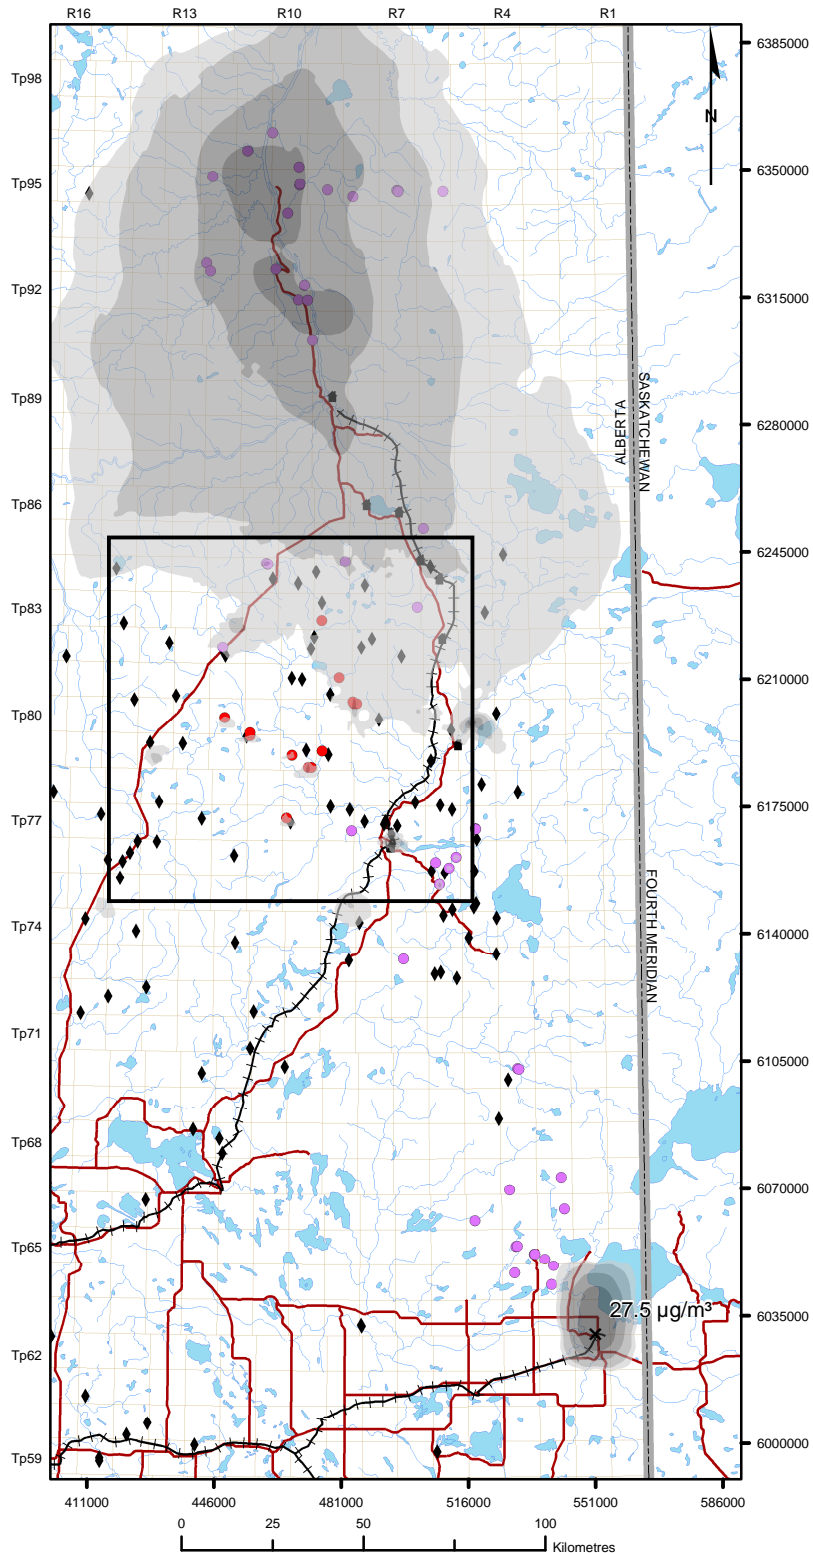 R16 R13 R10 R7 R4 R1
6385000
Tp98
N
6350000
Tp95
Tp92
6315000
Tp89
SASKATCHEWAN
ALBERTA
6280000
Tp86
6245000
Tp83
6210000
Tp80
6175000
Tp77
FOURTH MERIDIAN
Tp74
6140000
Tp71
6105000
Tp68
6070000
Tp65
27.5 µg/m³
6035000
Tp62
6000000
Tp59
411000 446000 481000 516000 551000 586000
0 25 50 100
Kilometres